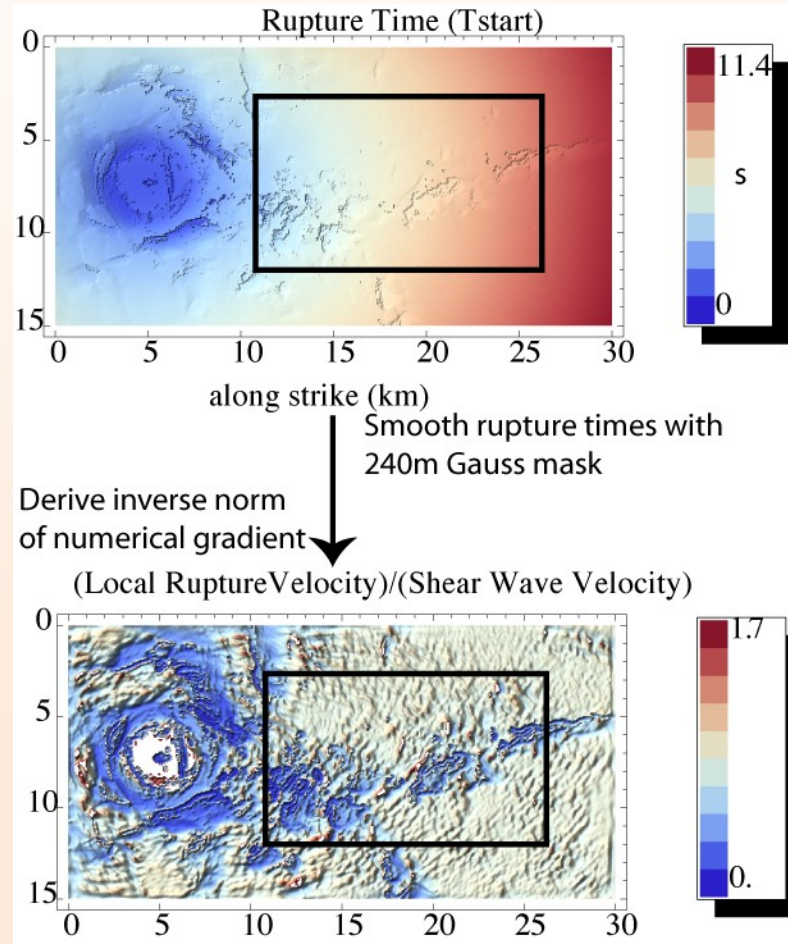 Rupture Time (Tstart)
0
5
10
15
0 5 10 15 20 25 30
11.4
s
0
along strike (km)
Smooth rupture times with
240m Gauss mask
Derive inverse norm
of numerical gradient
(Local RuptureVelocity)/(Shear Wave Velocity)
0
5
10
15
0 5 10 15 20 25 30
1.7
0.